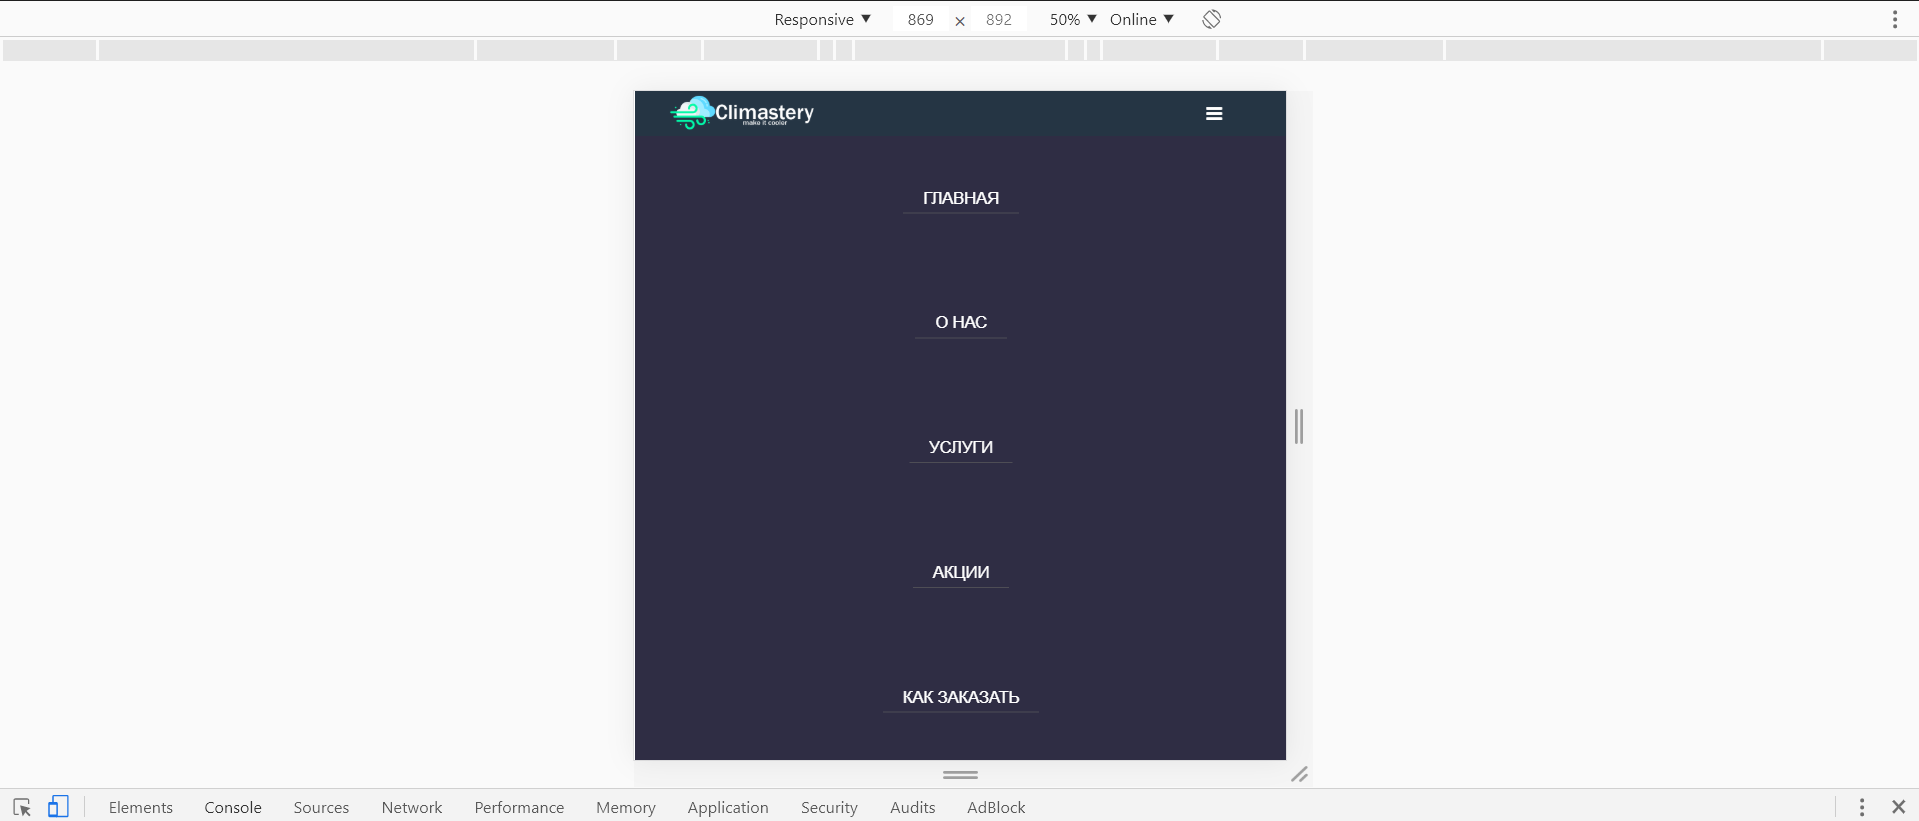 Responsive ▼ 869 × 892 50% ▼ Online ▼
Climastery
make it cooler
ГЛАВНАЯ
О НАС
УСЛУГИ
АКЦИИ
КАК ЗАКАЗАТЬ
Elements Console Sources Network Performance Memory Application Security Audits AdBlock